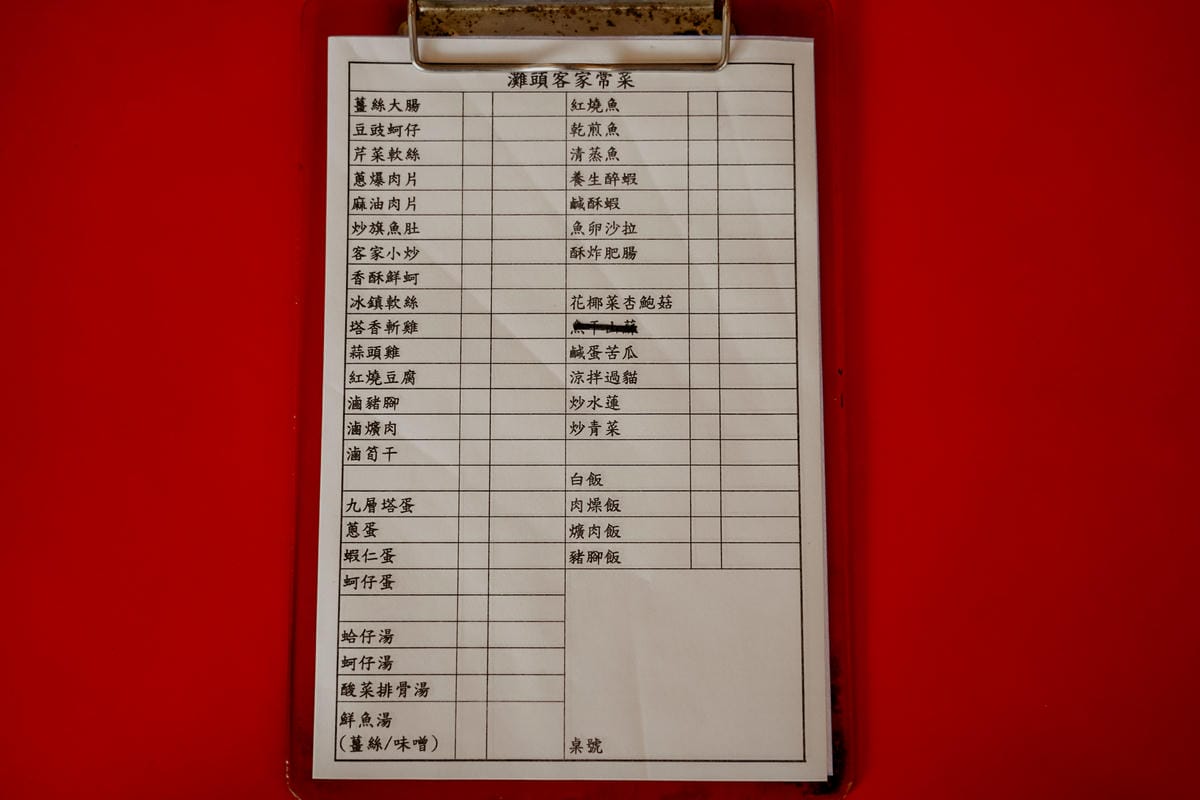 灘頭客家常菜
薑絲大腸
豆豉蚵仔
芹菜軟絲
蔥爆肉片
麻油肉片
炒旗魚肚
客家小炒
香酥鮮蚵
冰鎮軟絲
塔香斬雞
蒜頭雞
紅燒豆腐
滷豬腳
滷爌肉
滷筍干
九層塔蛋
蔥蛋
蝦仁蛋
蚵仔蛋
蛤仔湯
蚵仔湯
酸菜排骨湯
鮮魚湯
(薑絲/味噌)
紅燒魚
乾煎魚
清蒸魚
養生醉蝦
鹹酥蝦
魚卵沙拉
酥炸肥腸
花椰菜杏鮑菇
鹹蛋苦瓜
涼拌過貓
炒水蓮
炒青菜
白飯
肉燥飯
爌肉飯
豬腳飯
桌號